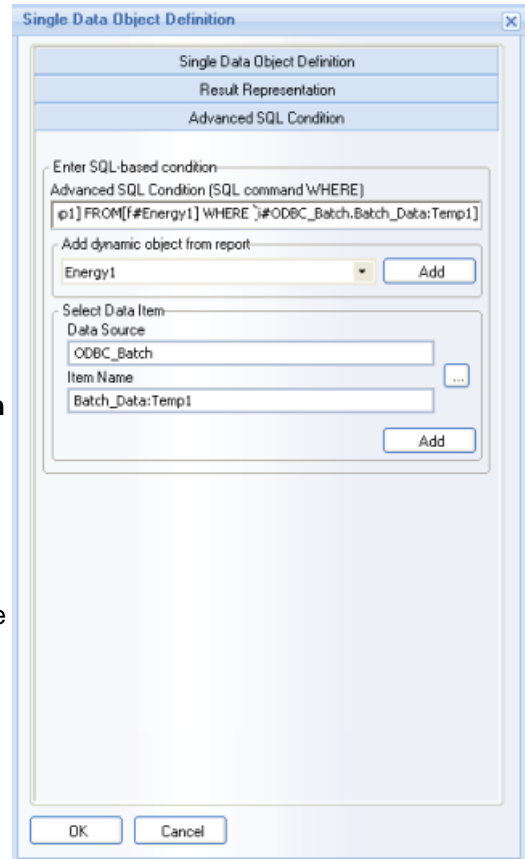 Single Data Object Definition
Single Data Object Definition
Result Representation
Advanced SQL Condition
Enter SQL-based condition
Advanced SQL Condition (SQL command WHERE)
p1] FROM[f#Energy1] WHERE `}i#ODBC_Batch.Batch_Data:Temp1]
Add dynamic object from report
Energy1
Add
Select Data Item
Data Source
ODBC_Batch
Item Name
...
Batch_Data:Temp1
Add
e
OK Cancel